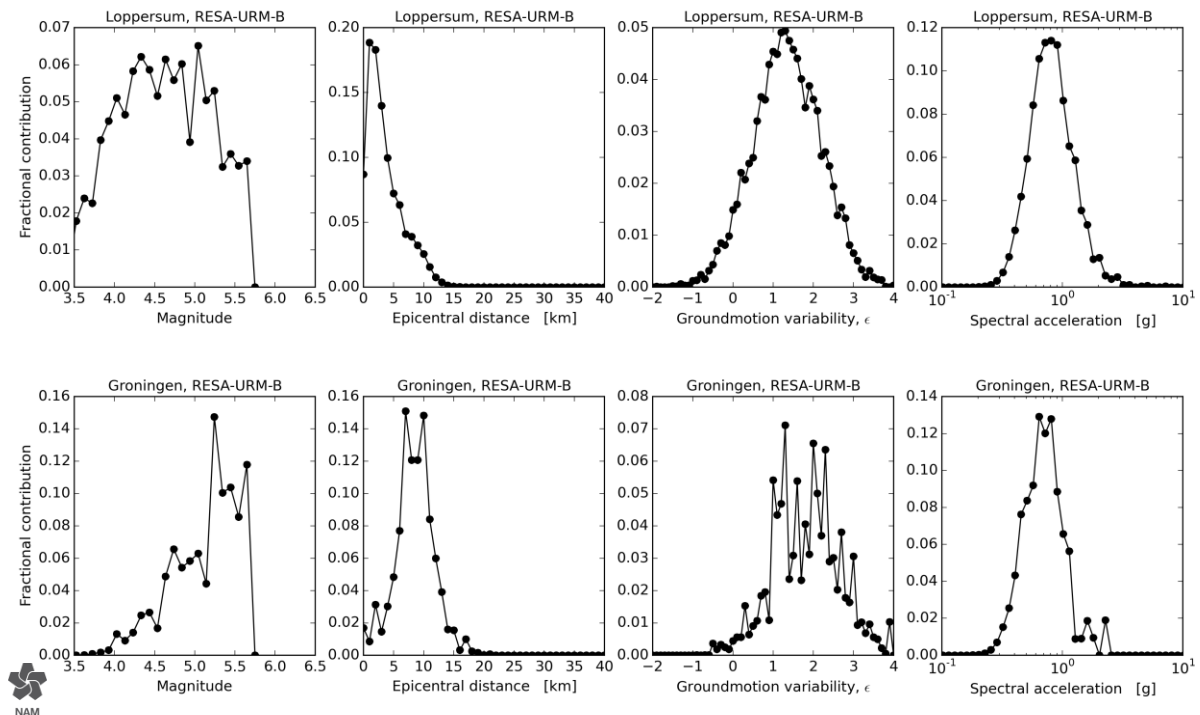 Loppersum, RESA-URM-B Loppersum, RESA-URM-B Loppersum, RESA-URM-B Loppersum, RESA-URM-B
Fractional contribution
0.07
0.06
0.05
0.04
0.03
0.02
0.01
0.00
3.5 4.0 4.5 5.0 5.5 6.0 6.5
Magnitude
0.20
0.15
0.10
0.05
0.00
0 5 10 15 20 25 30 35 40
Epicentral distance [km]
0.05
0.04
0.03
0.02
0.01
0.00
−2 −1 0 1 2 3 4
Groundmotion variability, ϵ
0.12
0.10
0.08
0.06
0.04
0.02
0.00
10⁻¹ 10⁰ 10¹
Spectral acceleration [g]
Groningen, RESA-URM-B Groningen, RESA-URM-B Groningen, RESA-URM-B Groningen, RESA-URM-B
Fractional contribution
0.16
0.14
0.12
0.10
0.08
0.06
0.04
0.02
0.00
3.5 4.0 4.5 5.0 5.5 6.0 6.5
Magnitude
0.16
0.14
0.12
0.10
0.08
0.06
0.04
0.02
0.00
0 5 10 15 20 25 30 35 40
Epicentral distance [km]
0.08
0.07
0.06
0.05
0.04
0.03
0.02
0.01
0.00
−2 −1 0 1 2 3 4
Groundmotion variability, ϵ
0.14
0.12
0.10
0.08
0.06
0.04
0.02
0.00
10⁻¹ 10⁰ 10¹
Spectral acceleration [g]
NAM